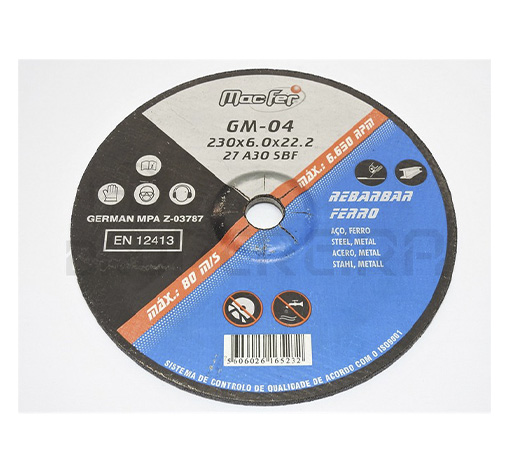 MacFer
GM-04
230x6.0x22.2
27 A30 SBF
máx.: 6,650 RPM
GERMAN MPA Z-03787
EN 12413
máx.: 80 m/s
REBARBAR
FERRO
AÇO, FERRO
STEEL, METAL
ACERO, METAL
STAHL, METALL
5606026165232
SISTEMA DE CONTROLO DE QUALIDADE DE ACORDO COM O ISO9001